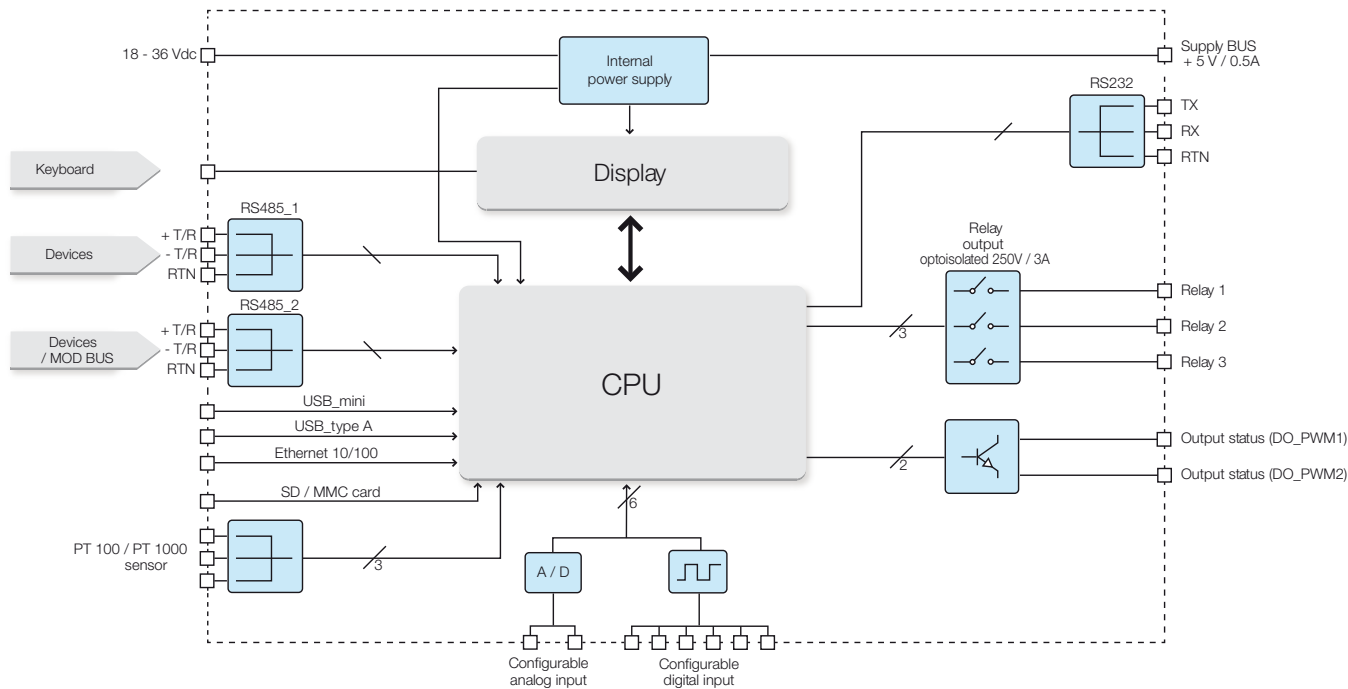 18 - 36 Vdc
Internal
power supply
Supply BUS
+ 5 V / 0.5A
RS232
TX
RX
RTN
Keyboard
Display
RS485_1
+ T/R
- T/R
RTN
Devices
Relay
output
optoisolated 250V / 3A
RS485_2
+ T/R
- T/R
RTN
Devices
/ MOD BUS
CPU
3
Relay 1
Relay 2
Relay 3
USB_mini
USB_type A
Ethernet 10/100
SD / MMC card
2
Output status (DO_PWM1)
Output status (DO_PWM2)
PT 100 / PT 1000
sensor
3
6
A / D
Configurable
analog input
Configurable
digital input